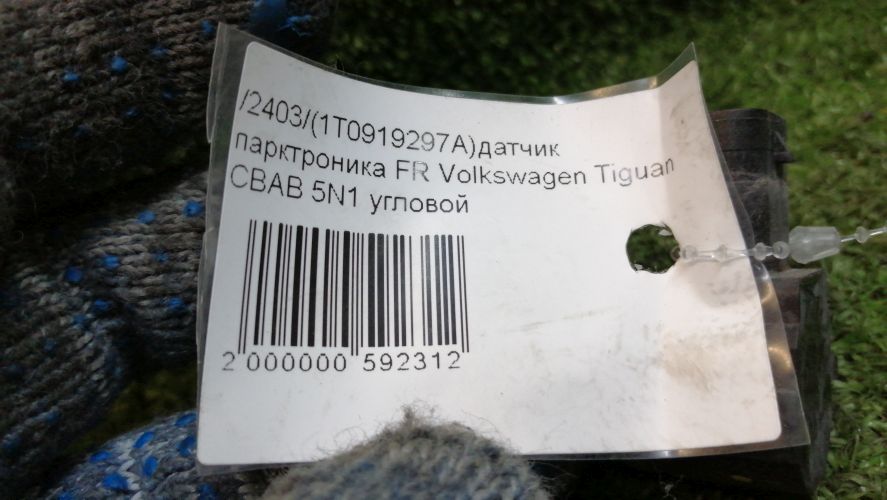 /2403/(1T0919297A)датчик
парктроника FR Volkswagen Tiguan
CBAB 5N1 угловой
2 000000 592312